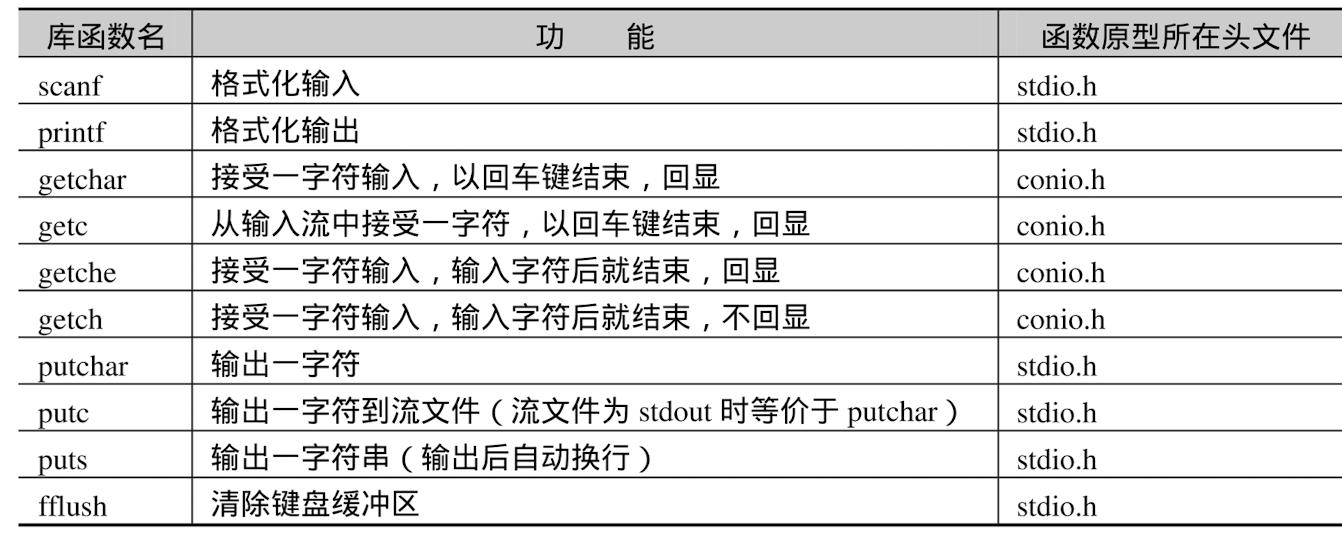 库函数名 功 能 函数原型所在头文件
scanf 格式化输入 stdio.h
printf 格式化输出 stdio.h
getchar 接受一字符输入，以回车键结束，回显 conio.h
getc 从输入流中接受一字符，以回车键结束，回显 conio.h
getche 接受一字符输入，输入字符后就结束，回显 conio.h
getch 接受一字符输入，输入字符后就结束，不回显 conio.h
putchar 输出一字符 stdio.h
putc 输出一字符到流文件（流文件为 stdout 时等价于 putchar） stdio.h
puts 输出一字符串（输出后自动换行） stdio.h
fflush 清除键盘缓冲区 stdio.h